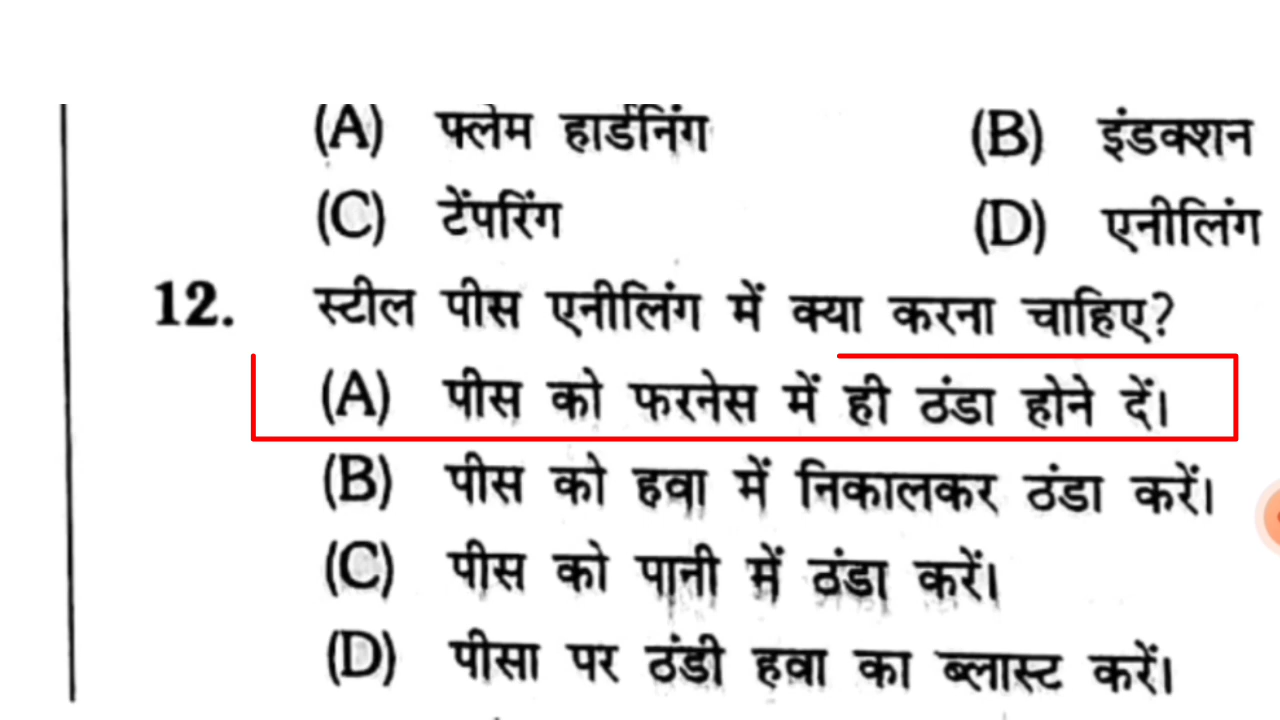 (A) फ्लेम हार्डनिंग (B) इंडक्शन
(C) टेंपरिंग (D) एनीलिंग
12. स्टील पीस एनीलिंग में क्या करना चाहिए?
(A) पीस को फरनेस में ही ठंडा होने दें।
(B) पीस को हवा में निकालकर ठंडा करें।
(C) पीस को पानी में ठंडा करें।
(D) पीसा पर ठंडी हवा का ब्लास्ट करें।